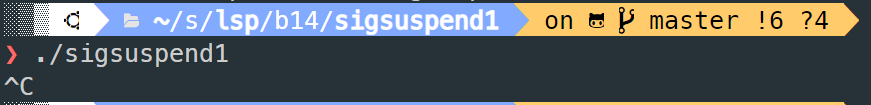 ~/s/lsp/b14/sigsuspend1 on master !6 ?4
❯ ./sigsuspend1
^C